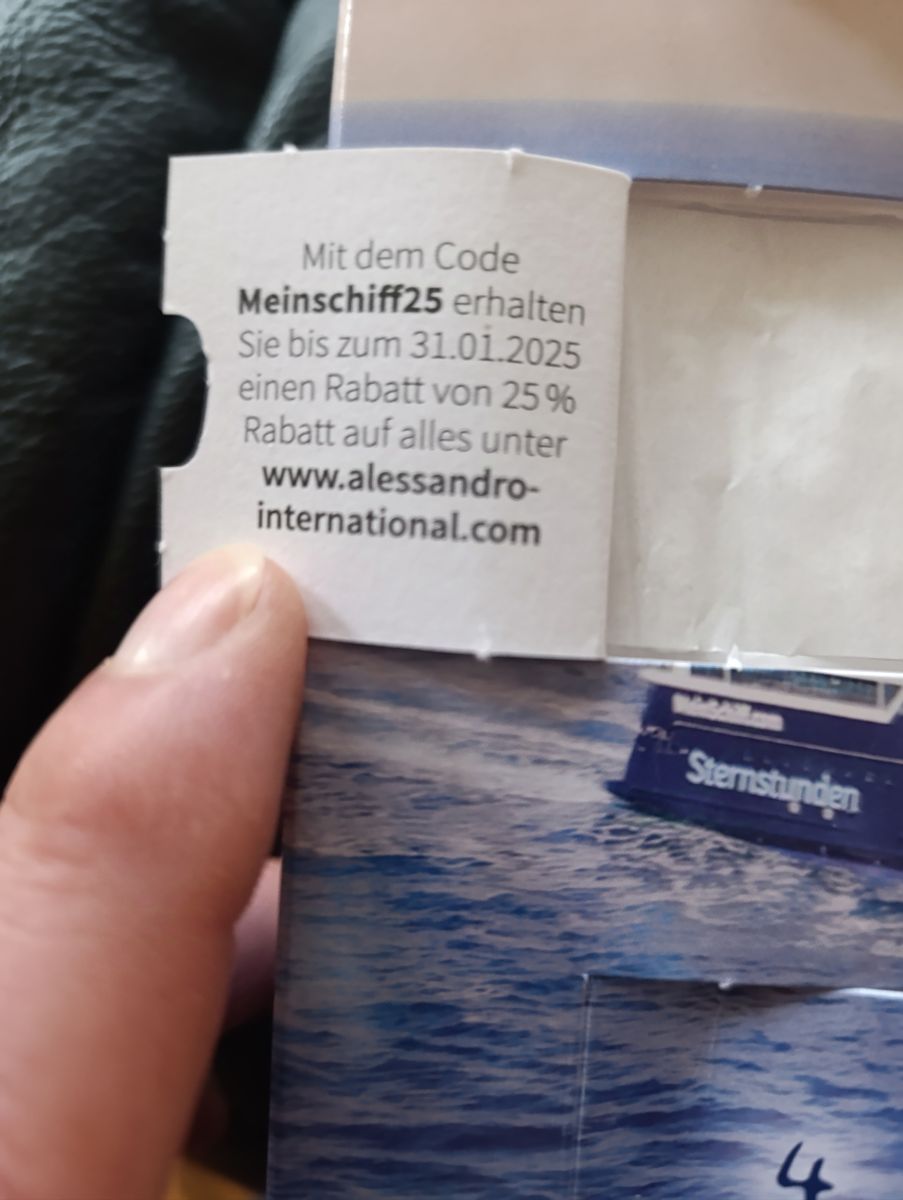 Mit dem Code
Meinschiff25 erhalten
Sie bis zum 31.01.2025
einen Rabatt von 25 %
Rabatt auf alles unter
www.alessandro-
international.com
Sternstunden
4